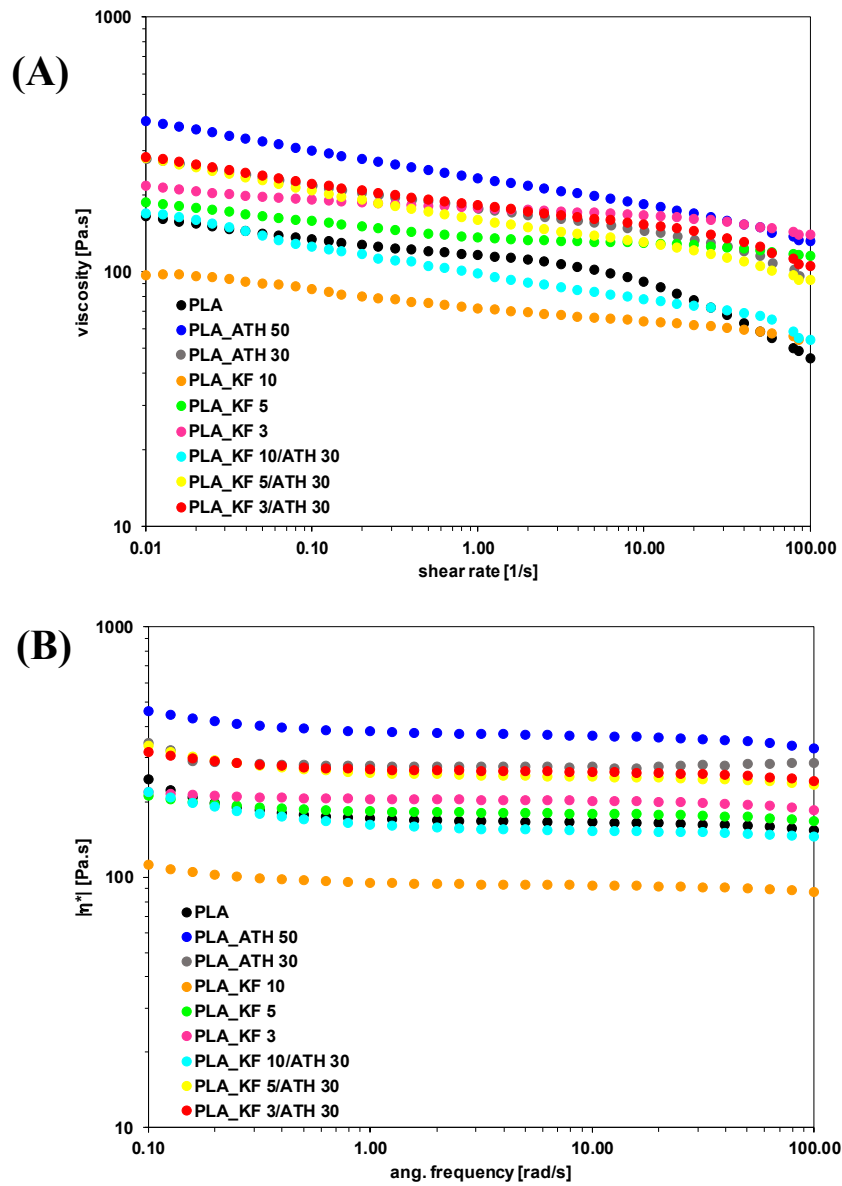 (A)
1000
100
10
viscosity [Pa.s]
PLA
PLA_ATH 50
PLA_ATH 30
PLA_KF 10
PLA_KF 5
PLA_KF 3
PLA_KF 10/ATH 30
PLA_KF 5/ATH 30
PLA_KF 3/ATH 30
0.01 0.10 1.00 10.00 100.00
shear rate [1/s]
(B)
1000
100
10
|η*| [Pa.s]
PLA
PLA_ATH 50
PLA_ATH 30
PLA_KF 10
PLA_KF 5
PLA_KF 3
PLA_KF 10/ATH 30
PLA_KF 5/ATH 30
PLA_KF 3/ATH 30
0.10 1.00 10.00 100.00
ang. frequency [rad/s]